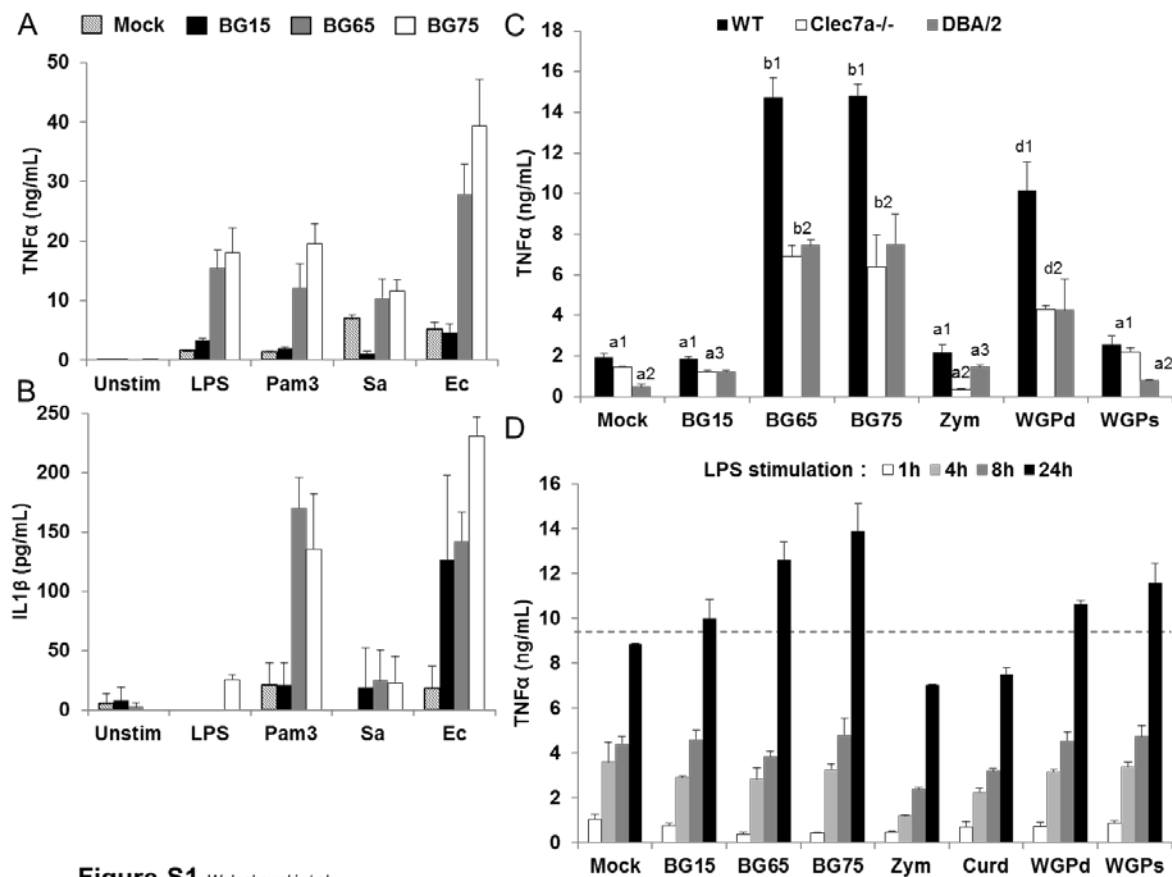 A
Mock BG15 BG65 BG75
TNFα (ng/mL)
50
40
30
20
10
0
Unstim LPS Pam3 Sa Ec
B
IL1β (pg/mL)
250
200
150
100
50
0
Unstim LPS Pam3 Sa Ec
C
WT Clec7a-/- DBA/2
TNFα (ng/mL)
18
16
14
12
10
8
6
4
2
0
a1 a2 a1 a3 b1 b2 b1 b2 a1 a2 a3 d1 d2 a1 a2
Mock BG15 BG65 BG75 Zym WGPd WGPs
D
LPS stimulation : 1h 4h 8h 24h
TNFα (ng/mL)
16
14
12
10
8
6
4
2
0
Mock BG15 BG65 BG75 Zym Curd WGPd WGPs
Figure S1